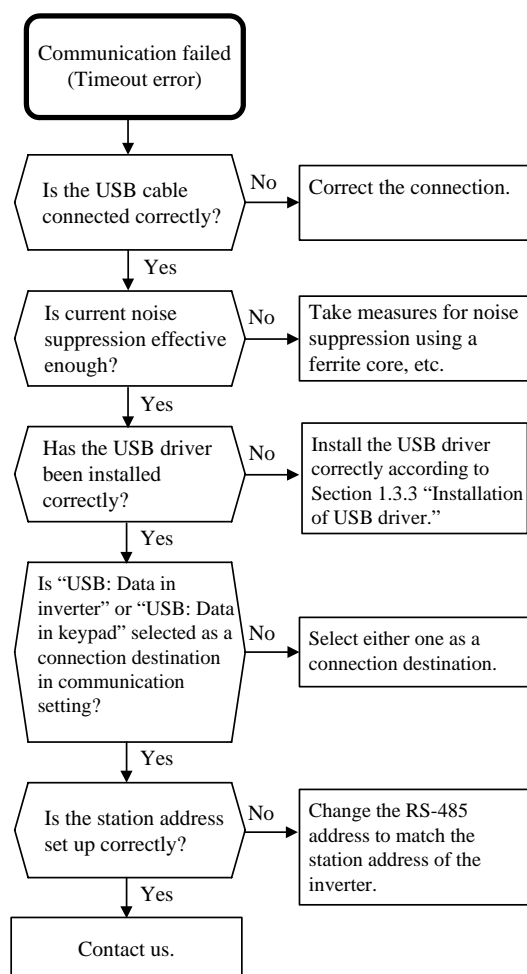 Communication failed
(Timeout error)
Is the USB cable
connected correctly?
No
Correct the connection.
Yes
Is current noise
suppression effective
enough?
No
Take measures for noise
suppression using a
ferrite core, etc.
Yes
Has the USB driver
been installed
correctly?
No
Install the USB driver
correctly according to
Section 1.3.3 “Installation
of USB driver.”
Yes
Is “USB: Data in
inverter” or “USB: Data
in keypad” selected as a
connection destination
in communication
setting?
No
Select either one as a
connection destination.
Yes
Is the station address
set up correctly?
No
Change the RS-485
address to match the
station address of the
inverter.
Yes
Contact us.